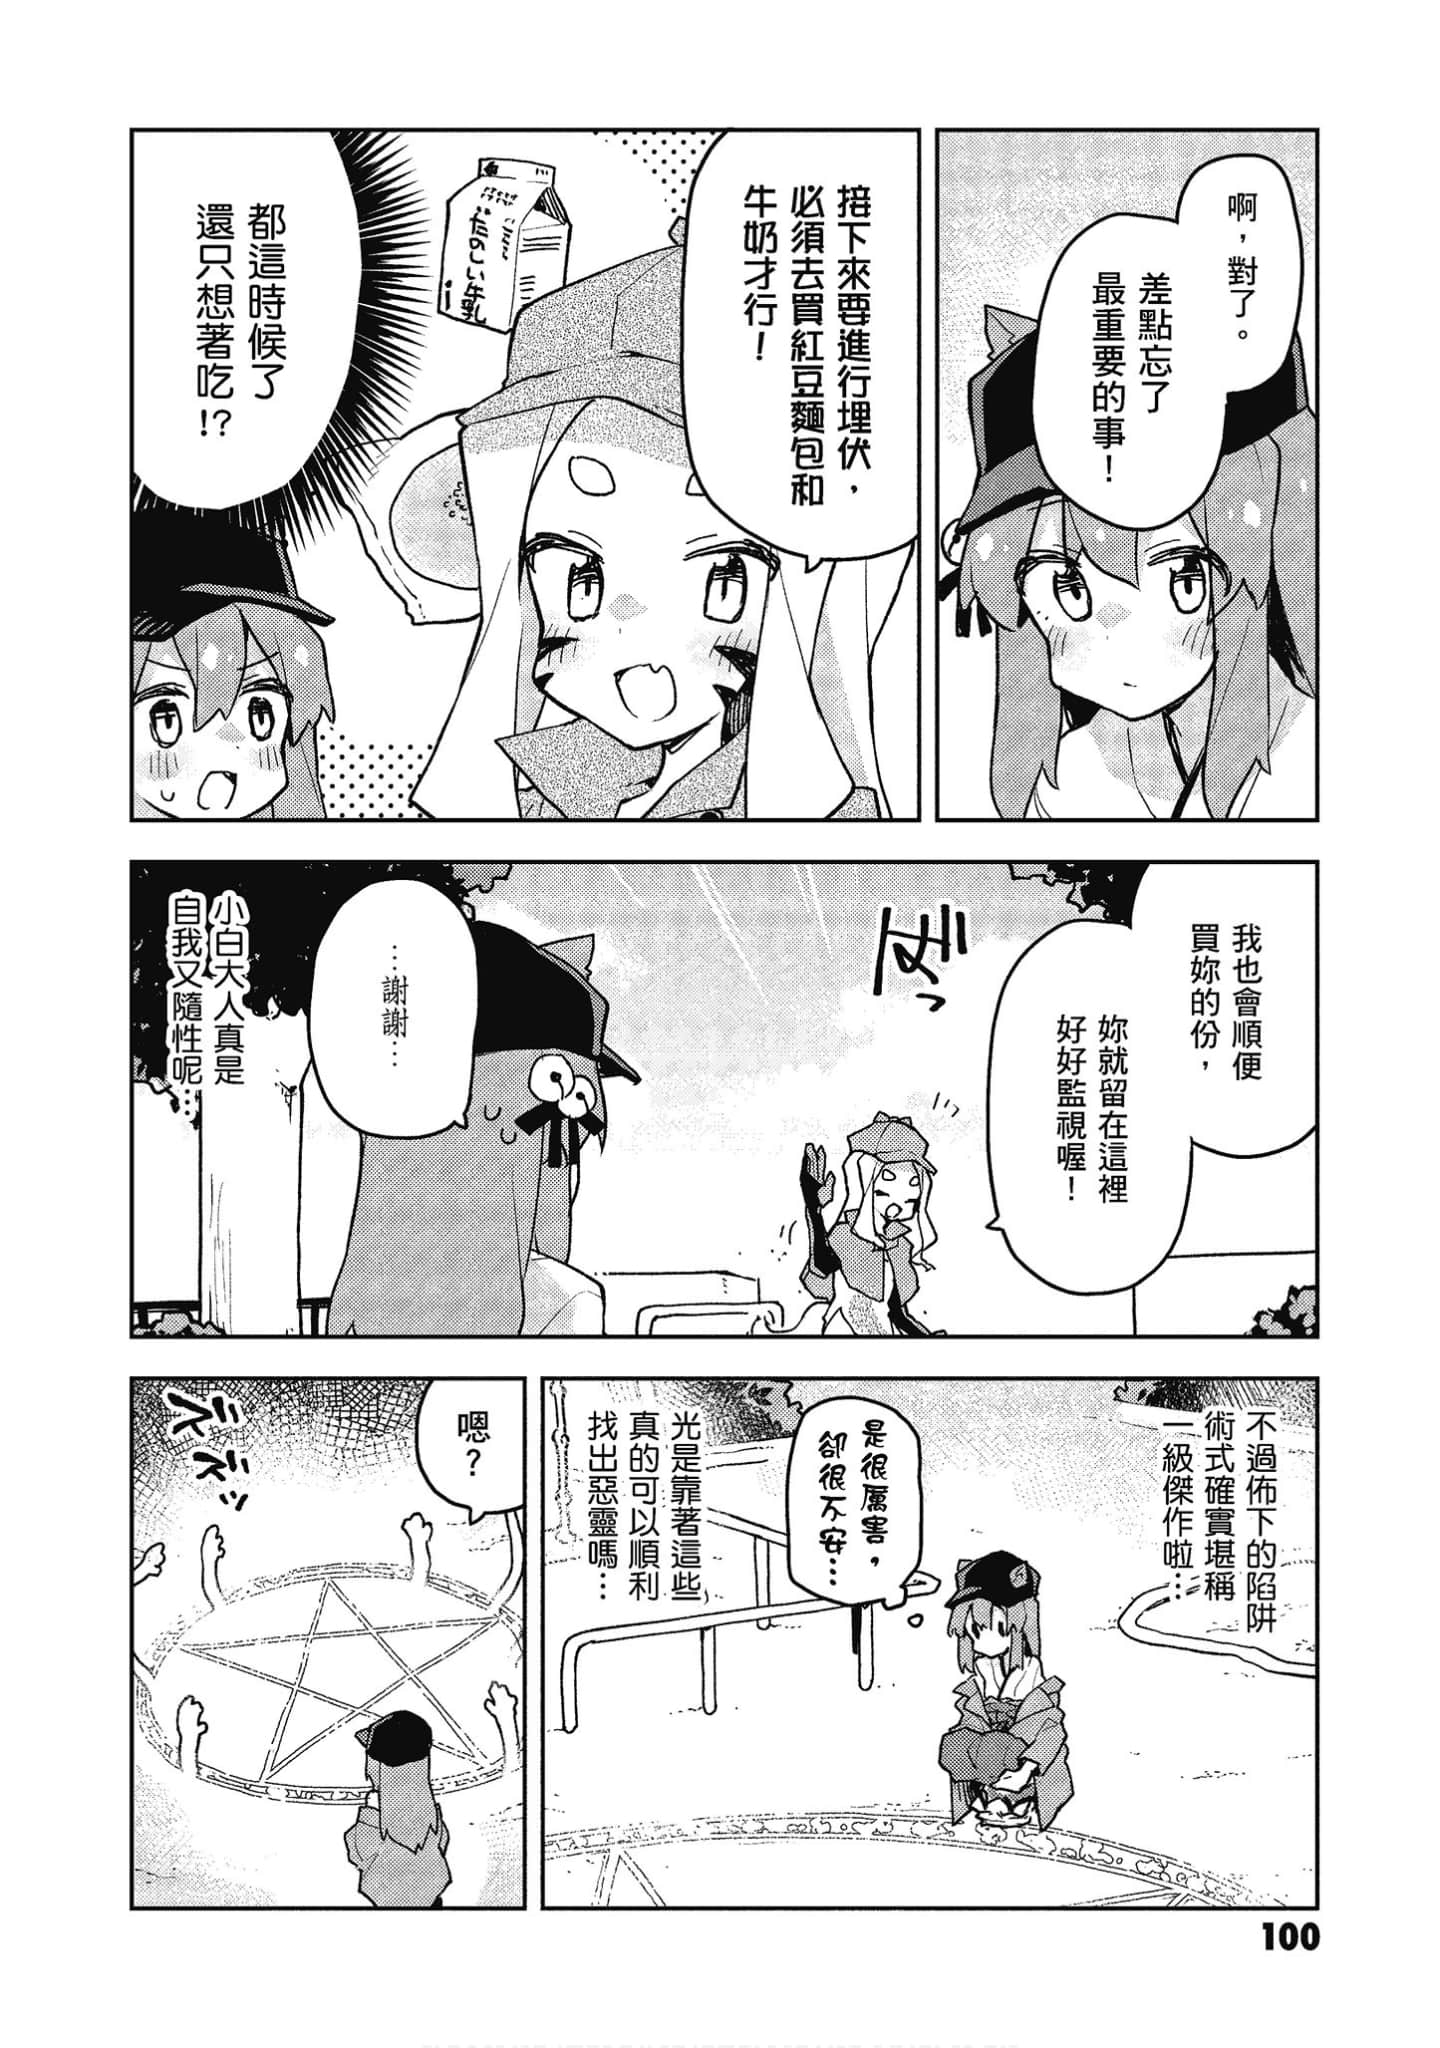 啊，對了。
差點忘了
最重要的事！
接下來要進行埋伏，
必須去買紅豆麵包和
牛奶才行！
たのしい牛乳
都這時候了
還只想著吃！？
我也會順便
買妳的份，
妳就留在這裡
好好監視喔！
…謝謝…
小白大人真是
自我又隨性呢…
不過佈下的陷阱
術式確實堪稱
一級傑作啦…
是很厲害，
卻很不安…
光是靠著這些
真的可以順利
找出惡靈嗎…
嗯？
100